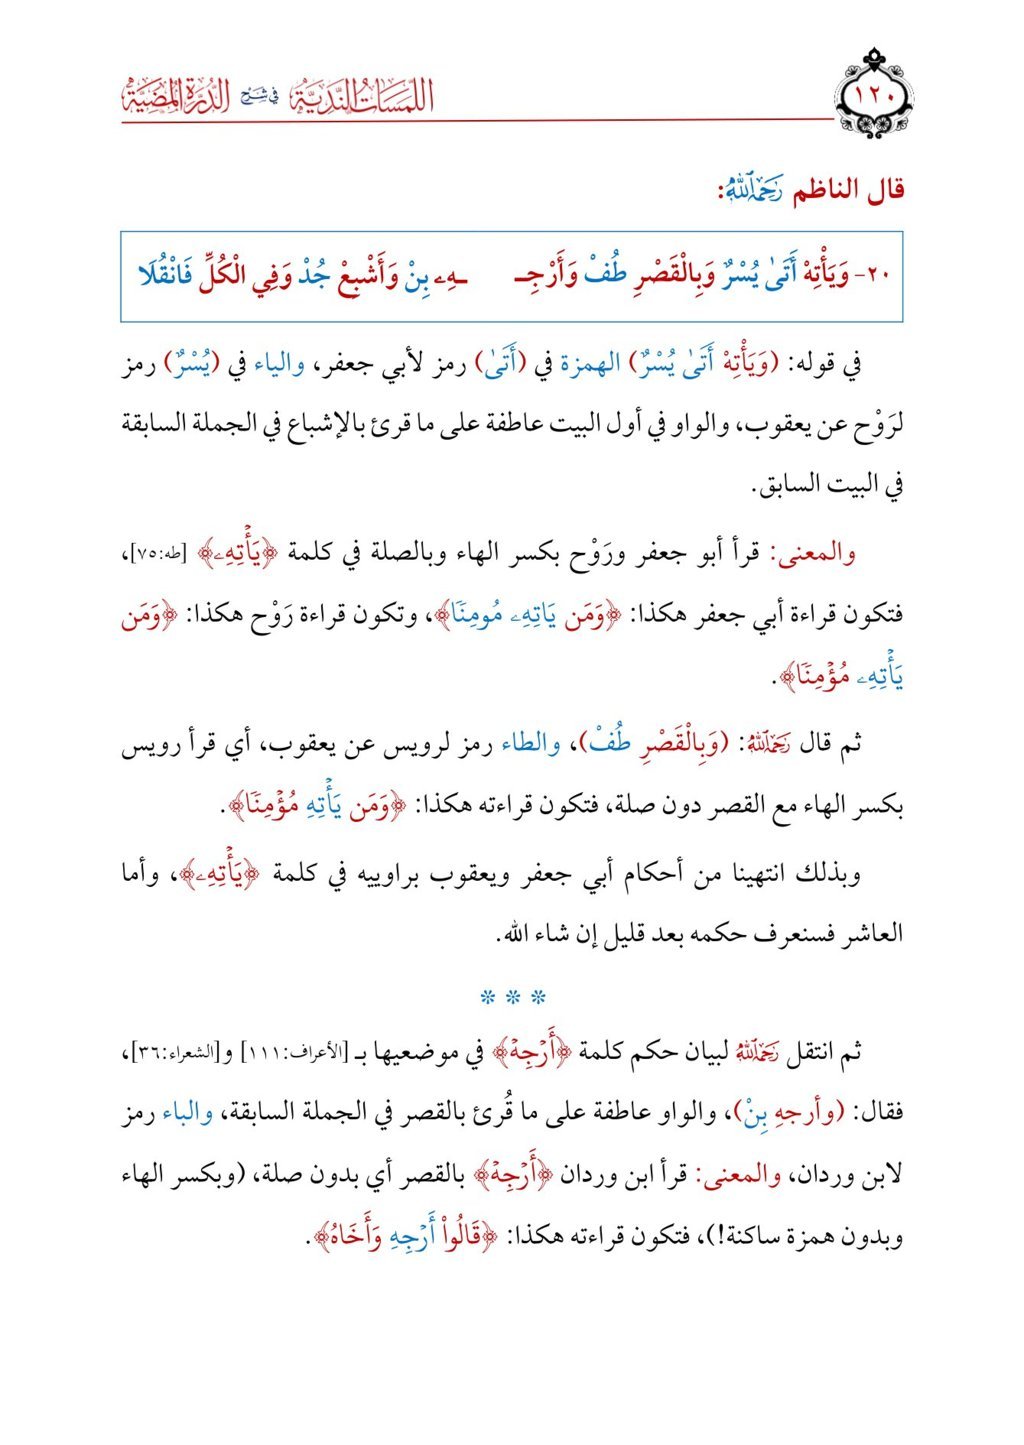 ١٢٠
اللمسات الندية في شرح الدرة المضية
قال الناظم رَحِمَهُ ٱللَّهُ:
٢٠- وَيَأْتِهْ أَتَىٰ يُسْرٌ وَبِالْقَصْرِ طُفْ وَأَرْجِـ ـهِۦ بِنْ وَأَشْبِعْ جُدْ وَفِي الْكُلِّ فَانْقُلَا
في قوله: (وَيَأْتِهْ أَتَىٰ يُسْرٌ) الهمزة في (أَتَىٰ) رمز لأبي جعفر، والياء في (يُسْرٌ) رمز
لرَوْح عن يعقوب، والواو في أول البيت عاطفة على ما قرئ بالإشباع في الجملة السابقة
في البيت السابق.
والمعنى: قرأ أبو جعفر ورَوْح بكسر الهاء وبالصلة في كلمة ﴿يَأۡتِهِۦ﴾ [طه:٧٥]،
فتكون قراءة أبي جعفر هكذا: ﴿وَمَن يَاتِهِۦ مُومِنٗا﴾، وتكون قراءة رَوْح هكذا: ﴿وَمَن
يَأۡتِهِۦ مُؤۡمِنٗا﴾.
ثم قال رَحِمَهُ ٱللَّهُ: (وَبِالْقَصْرِ طُفْ)، والطاء رمز لرويس عن يعقوب، أي قرأ رويس
بكسر الهاء مع القصر دون صلة، فتكون قراءته هكذا: ﴿وَمَن يَأۡتِهِ مُؤۡمِنٗا﴾.
وبذلك انتهينا من أحكام أبي جعفر ويعقوب براوييه في كلمة ﴿يَأۡتِهِۦ﴾، وأما
العاشر فسنعرف حكمه بعد قليل إن شاء الله.
* * *
ثم انتقل رَحِمَهُ ٱللَّهُ لبيان حكم كلمة ﴿أَرۡجِهۡ﴾ في موضعيها بـ [الأعراف:١١١] و[الشعراء:٣٦]،
فقال: (وأرجهِ بِنْ)، والواو عاطفة على ما قُرئ بالقصر في الجملة السابقة، والباء رمز
لابن وردان، والمعنى: قرأ ابن وردان ﴿أَرۡجِهۡ﴾ بالقصر أي بدون صلة، (وبكسر الهاء
وبدون همزة ساكنة!)، فتكون قراءته هكذا: ﴿قَالُواْ أَرۡجِهِ وَأَخَاهُ﴾.